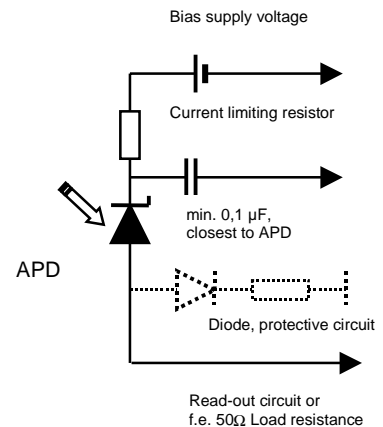 Bias supply voltage
Current limiting resistor
min. 0,1 µF,
closest to APD
APD
Diode, protective circuit
Read-out circuit or
f.e. 50Ω Load resistance